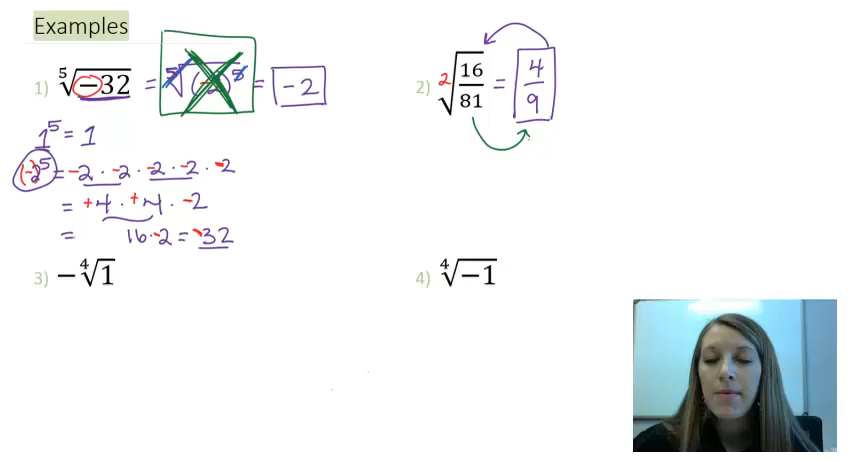 Examples
1) ⁵√−32 = ⁵√(-2)⁵ = -2
1⁵ = 1
(-2)⁵ = -2 · -2 · -2 · -2 · -2
= +4 · +4 · -2
= 16·-2 = -32
2) ²√16/81 = 4/9
3) −⁴√1
4) ⁴√−1